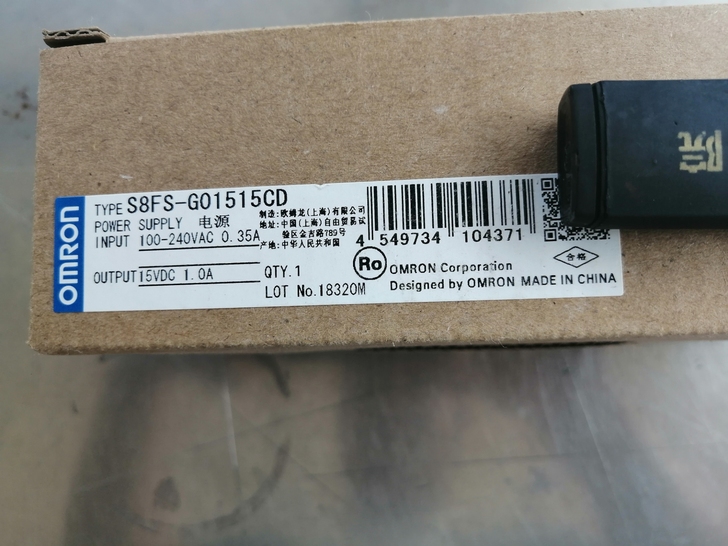 OMRON
TYPE S8FS-G01515CD
POWER SUPPLY 电源
INPUT 100-240VAC 0.35A
OUTPUT 15VDC 1.0A
制造: 欧姆龙(上海)有限公司
地址: 中国(上海)自由贸易试
验区金吉路789号
产地: 中华人民共和国
QTY.1
LOT No.18320M
4 549734 104371
Ro
OMRON Corporation
Designed by OMRON MADE IN CHINA
合格
院